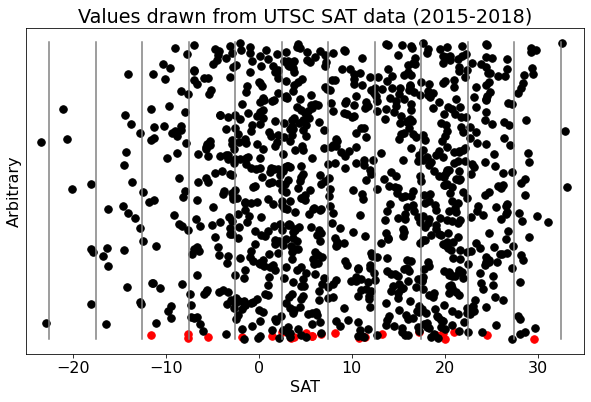 Values drawn from UTSC SAT data (2015-2018)
Arbitrary
−20 −10 0 10 20 30
SAT